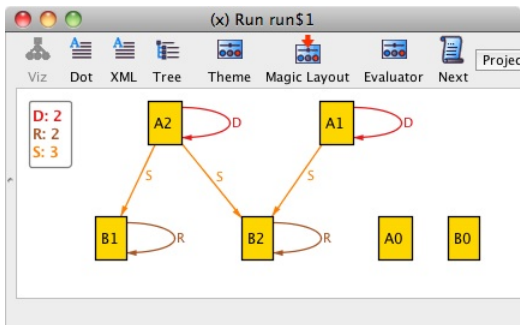 (x) Run run$1
Viz Dot XML Tree Theme Magic Layout Evaluator Next Projec
D: 2
R: 2
S: 3
A2 D A1 D
S S S
B1 R B2 R A0 B0